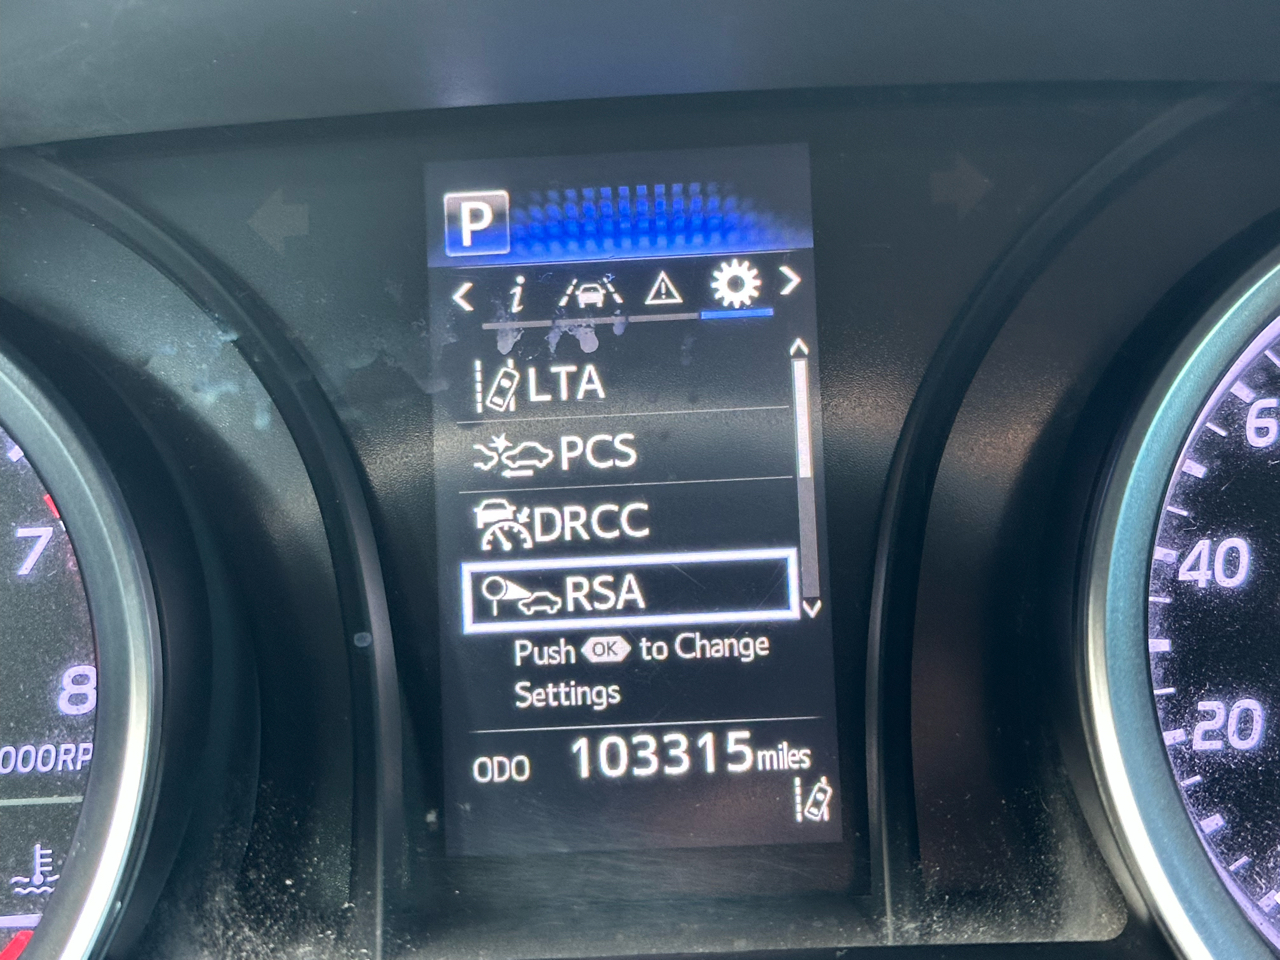 P
i
LTA
PCS
DRCC
RSA
Push OK to Change
Settings
ODO 103315 miles
7
8
000RP
6
40
20